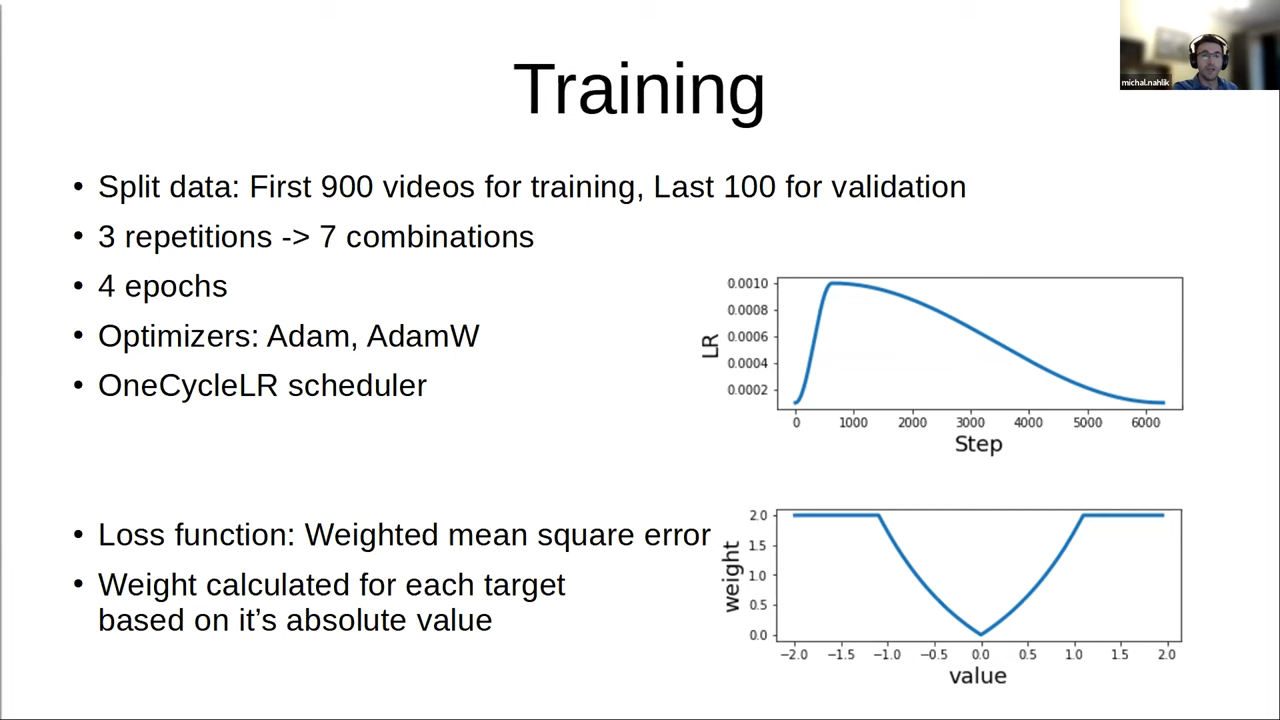 michal.nahlik
Training
• Split data: First 900 videos for training, Last 100 for validation
• 3 repetitions -> 7 combinations
• 4 epochs
• Optimizers: Adam, AdamW
• OneCycleLR scheduler
0.0010
0.0008
0.0006
0.0004
0.0002
LR
0 1000 2000 3000 4000 5000 6000
Step
• Loss function: Weighted mean square error
• Weight calculated for each target
based on it’s absolute value
2.0
1.5
1.0
0.5
0.0
weight
−2.0 −1.5 −1.0 −0.5 0.0 0.5 1.0 1.5 2.0
value